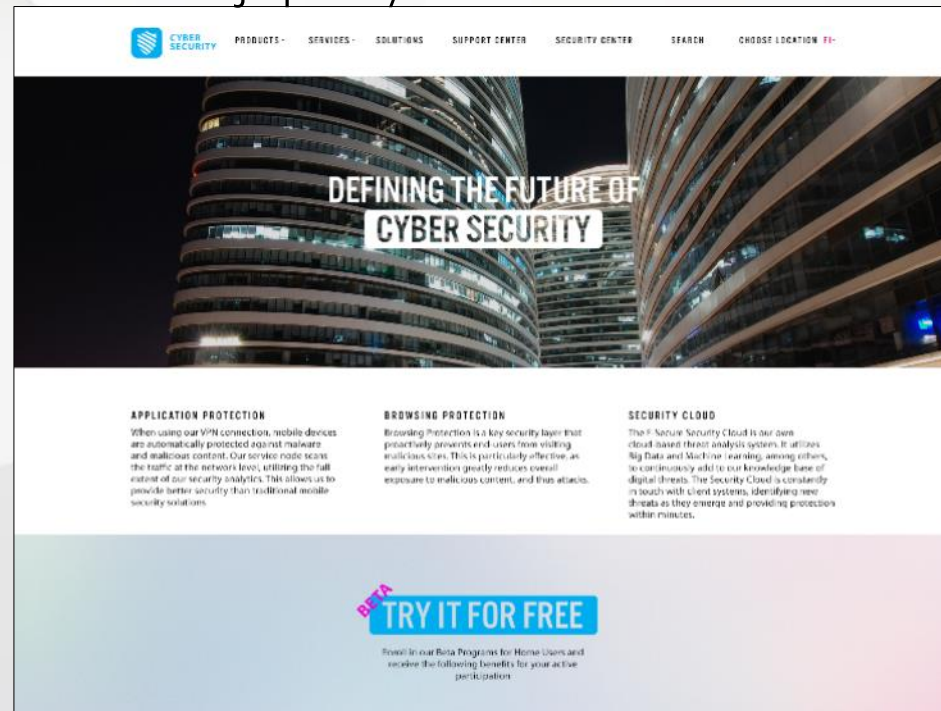 CYBER
SECURITY
PRODUCTS-
SERVICES-
SOLUTIONS
SUPPORT CENTER
SECURITY CENTER
SEARCH
CHOOSE LOCATION FI-
DEFINING THE FUTURE OF
CYBER SECURITY
APPLICATION PROTECTION
When using our VPN connection, mobile devices
are automatically protected against malware
and malicious content. Our service node scans
the traffic at the network level, utilizing the full
extent of our security analytics. This allows us to
provide better security than traditional mobile
security solutions
BROWSING PROTECTION
Browsing Protection is a key security layer that
proactively prevents end-users from visiting
malicious sites. This is particularly effective, as
early intervention greatly reduces overall
exposure to malicious content, and thus attacks.
SECURITY CLOUD
The F-Secure Security Cloud is our own
cloud-based threat analysis system. It utilizes
Big Data and Machine Learning, among others,
to continuously add to our knowledge base of
digital threats. The Security Cloud is constantly
in touch with client systems, identifying new
threats as they emerge and providing protection
within minutes.
BETA
TRY IT FOR FREE
Enroll in our Beta Programs for Home Users and
receive the following benefits for your active
participation